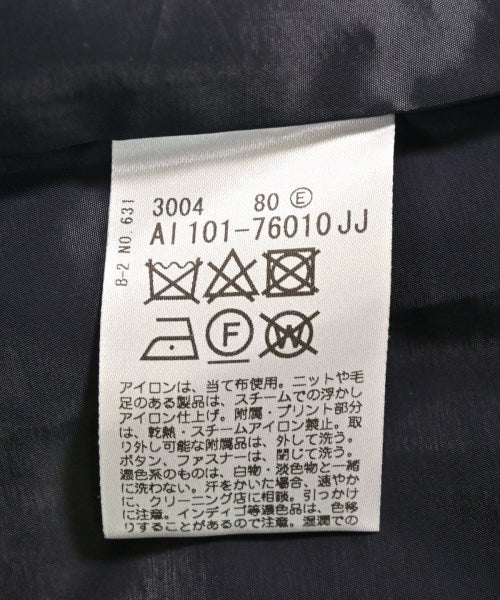 B-2 NO. 631
3004 80 E
AI 101-76010 JJ
F W
アイロンは、当て布使用。ニットや毛
足のある製品は、スチームでの浮かし
アイロン仕上げ。附属・プリント部分
は、乾熱・スチームアイロン禁止。取
り外し可能な附属品は、外して洗う。
ボタン、ファスナーは、閉じて洗う。
濃色系のものは、白物・淡色物と一緒
に洗わない。汗をかいた場合、速やか
に、クリーニング店に相談。引っかけ
に注意。インディゴ等濃色品は、色移
りすることがあるので注意。湿潤での